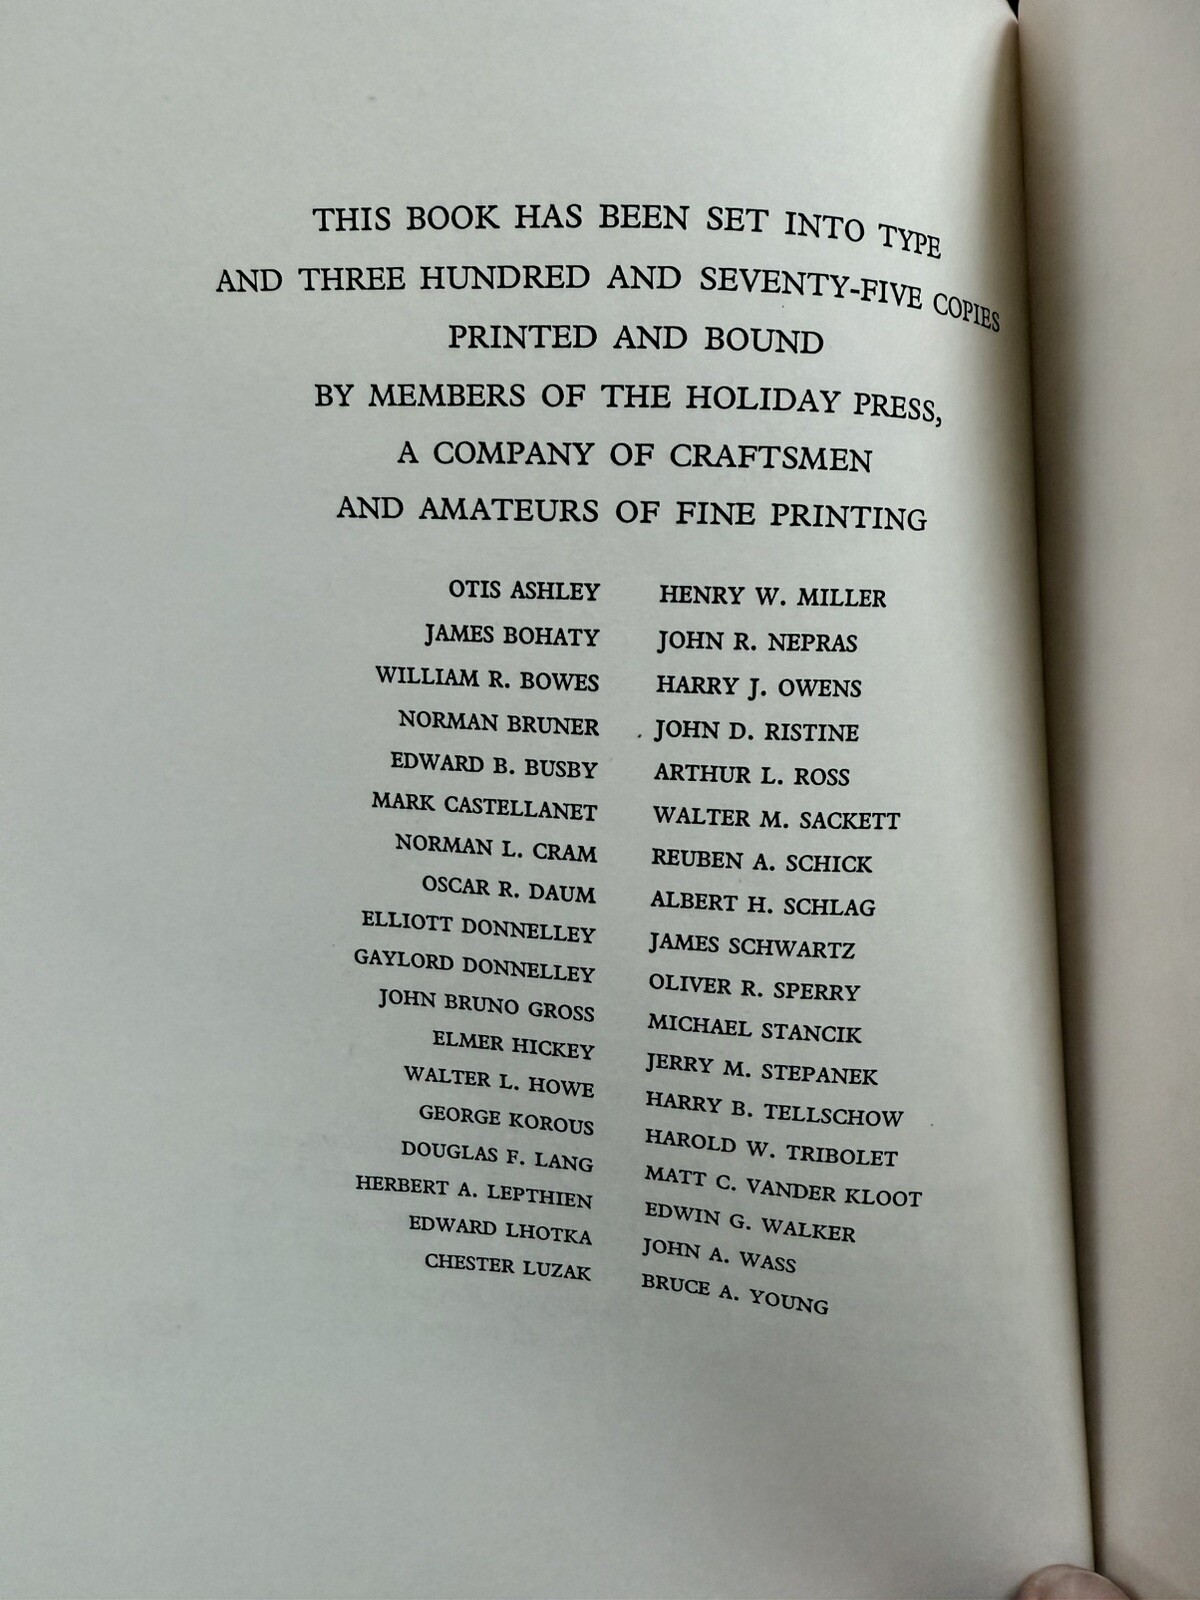 THIS BOOK HAS BEEN SET INTO TYPE
AND THREE HUNDRED AND SEVENTY-FIVE COPIES
PRINTED AND BOUND
BY MEMBERS OF THE HOLIDAY PRESS,
A COMPANY OF CRAFTSMEN
AND AMATEURS OF FINE PRINTING
OTIS ASHLEY
JAMES BOHATY
WILLIAM R. BOWES
NORMAN BRUNER
EDWARD B. BUSBY
MARK CASTELLANET
NORMAN L. CRAM
OSCAR R. DAUM
ELLIOTT DONNELLEY
GAYLORD DONNELLEY
JOHN BRUNO GROSS
ELMER HICKEY
WALTER L. HOWE
GEORGE KOROUS
DOUGLAS F. LANG
HERBERT A. LEPTHIEN
EDWARD LHOTKA
CHESTER LUZAK
HENRY W. MILLER
JOHN R. NEPRAS
HARRY J. OWENS
JOHN D. RISTINE
ARTHUR L. ROSS
WALTER M. SACKETT
REUBEN A. SCHICK
ALBERT H. SCHLAG
JAMES SCHWARTZ
OLIVER R. SPERRY
MICHAEL STANCIK
JERRY M. STEPANEK
HARRY B. TELLSCHOW
HAROLD W. TRIBOLET
MATT C. VANDER KLOOT
EDWIN G. WALKER
JOHN A. WASS
BRUCE A. YOUNG